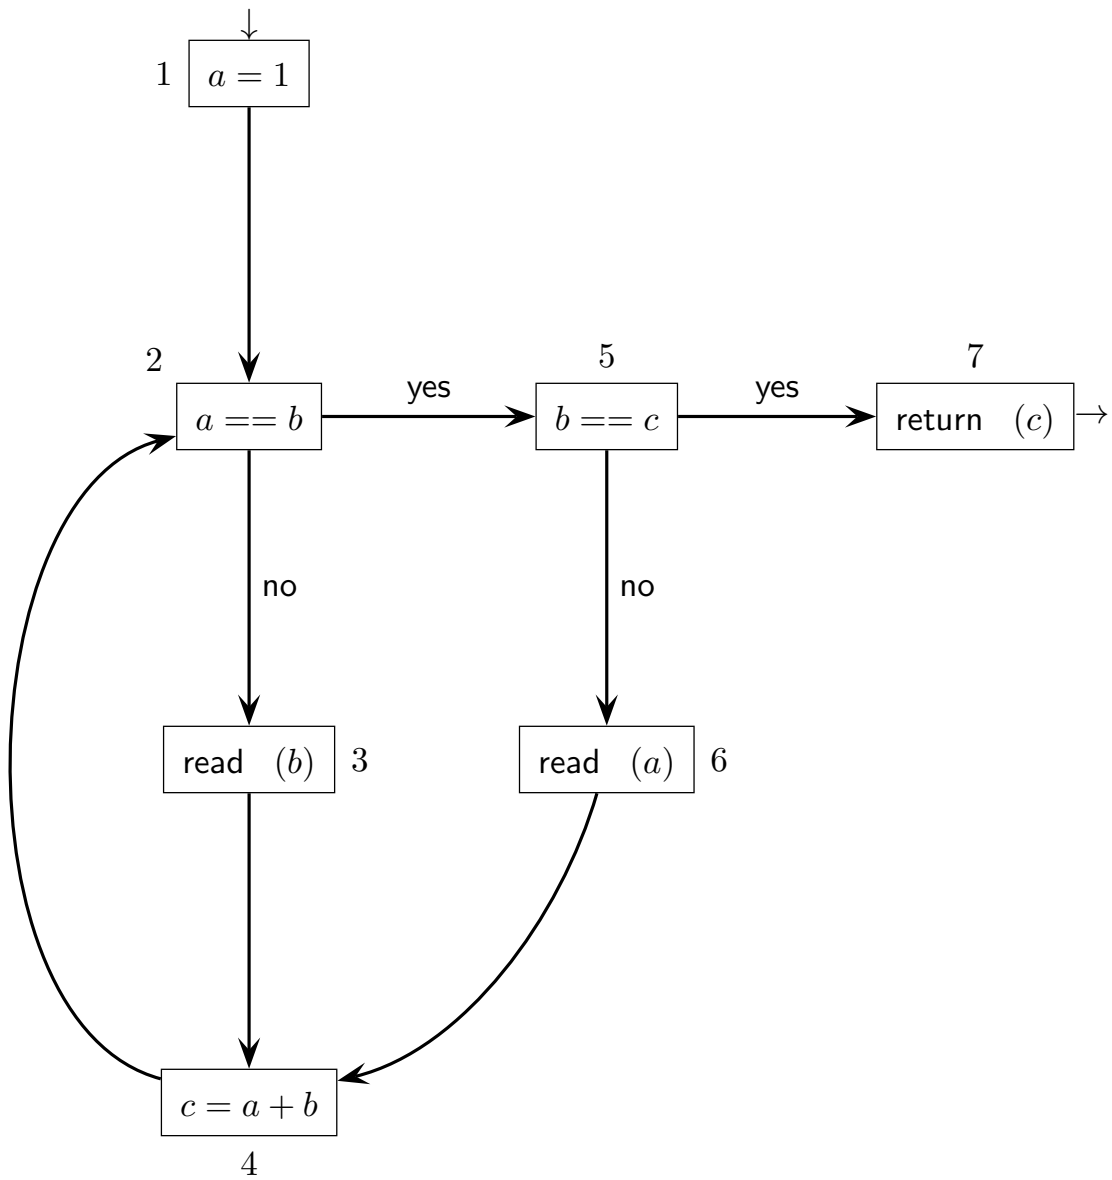 ↓
1 a = 1
2 5 7
a == b yes b == c yes return (c) →
no no
read (b) 3 read (a) 6
c = a + b
4